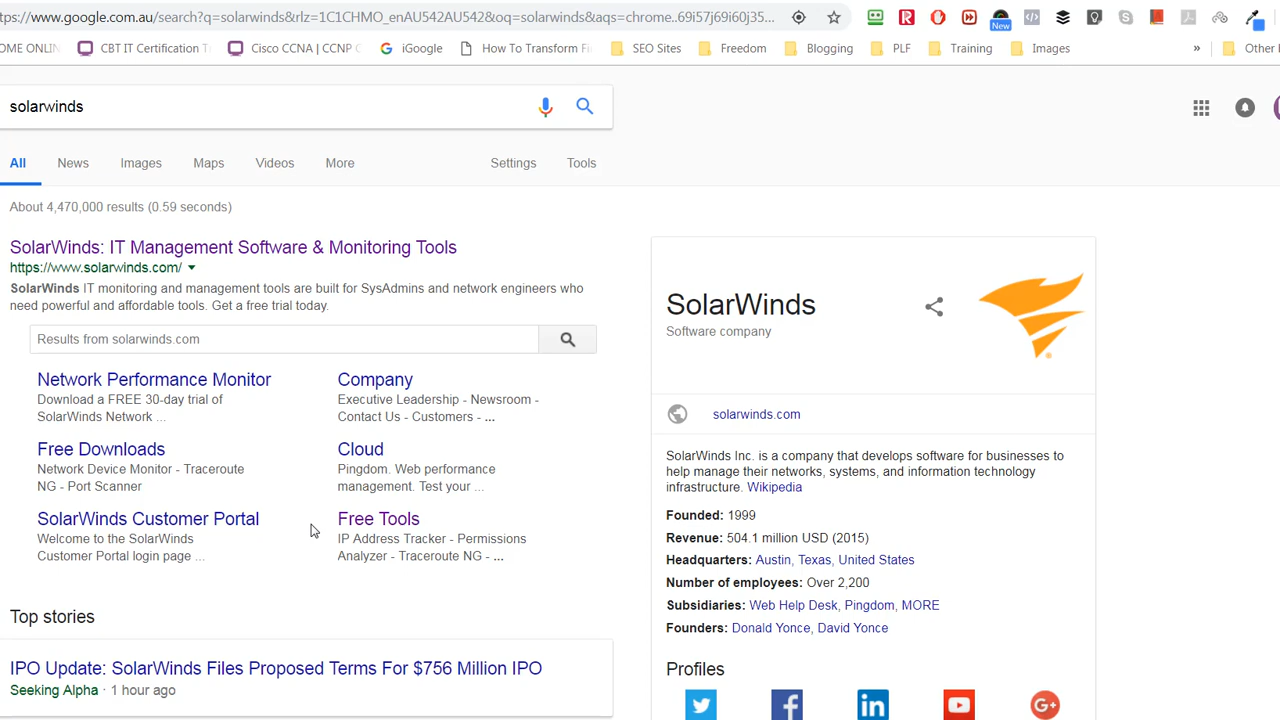 ps://www.google.com.au/search?q=solarwinds&rlz=1C1CHMO_enAU542AU542&oq=solarwinds&aqs=chrome..69i57j69i60j35...
New
OME ONLIN CBT IT Certification T Cisco CCNA | CCNP iGoogle How To Transform Fi SEO Sites Freedom Blogging PLF Training Images » Other
solarwinds
All News Images Maps Videos More Settings Tools
About 4,470,000 results (0.59 seconds)
SolarWinds: IT Management Software & Monitoring Tools
https://www.solarwinds.com/
SolarWinds IT monitoring and management tools are built for SysAdmins and network engineers who
need powerful and affordable tools. Get a free trial today.
Results from solarwinds.com
Network Performance Monitor
Download a FREE 30-day trial of
SolarWinds Network ...
Company
Executive Leadership - Newsroom -
Contact Us - Customers - ...
Free Downloads
Network Device Monitor - Traceroute
NG - Port Scanner
Cloud
Pingdom. Web performance
management. Test your ...
SolarWinds Customer Portal
Welcome to the SolarWinds
Customer Portal login page ...
Free Tools
IP Address Tracker - Permissions
Analyzer - Traceroute NG - ...
Top stories
IPO Update: SolarWinds Files Proposed Terms For $756 Million IPO
Seeking Alpha · 1 hour ago
SolarWinds
Software company
solarwinds.com
SolarWinds Inc. is a company that develops software for businesses to
help manage their networks, systems, and information technology
infrastructure. Wikipedia
Founded: 1999
Revenue: 504.1 million USD (2015)
Headquarters: Austin, Texas, United States
Number of employees: Over 2,200
Subsidiaries: Web Help Desk, Pingdom, MORE
Founders: Donald Yonce, David Yonce
Profiles